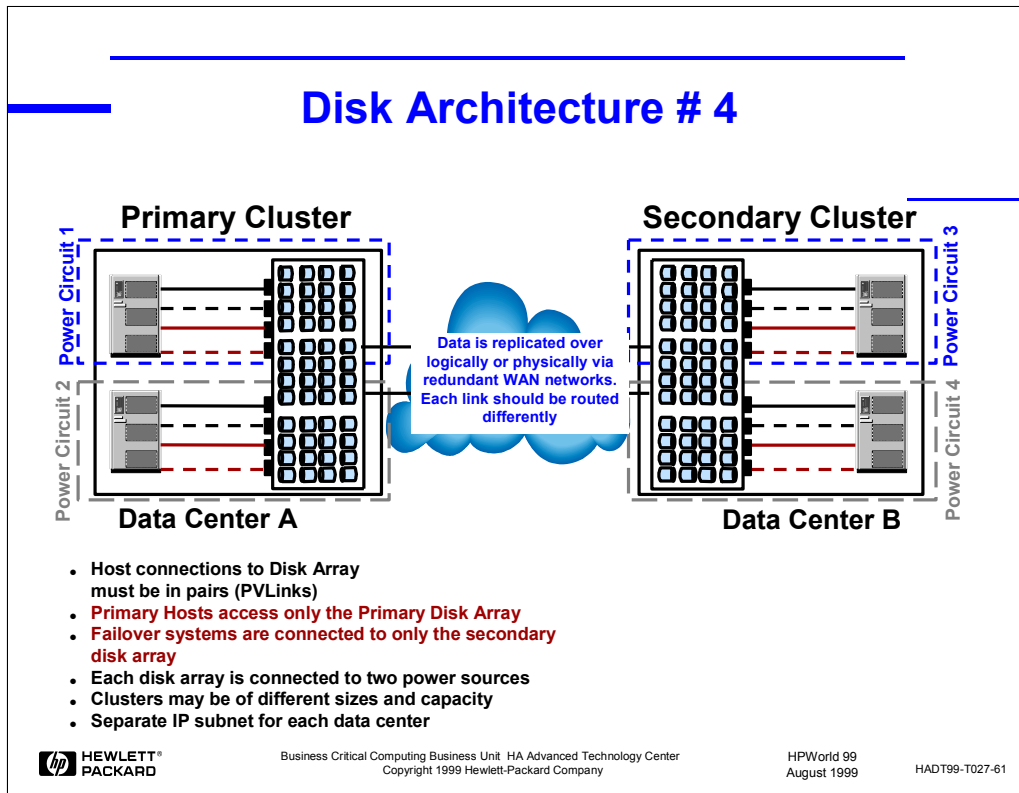 Disk Architecture # 4
Primary Cluster
Secondary Cluster
Power Circuit 1
Power Circuit 3
Data is replicated over
logically or physically via
redundant WAN networks.
Each link should be routed
differently
Power Circuit 2
Power Circuit 4
Data Center A
Data Center B
• Host connections to Disk Array
must be in pairs (PVLinks)
• Primary Hosts access only the Primary Disk Array
• Failover systems are connected to only the secondary
disk array
• Each disk array is connected to two power sources
• Clusters may be of different sizes and capacity
• Separate IP subnet for each data center
hp HEWLETT®
PACKARD
Business Critical Computing Business Unit HA Advanced Technology Center
Copyright 1999 Hewlett-Packard Company
HPWorld 99
August 1999
HADT99-T027-61